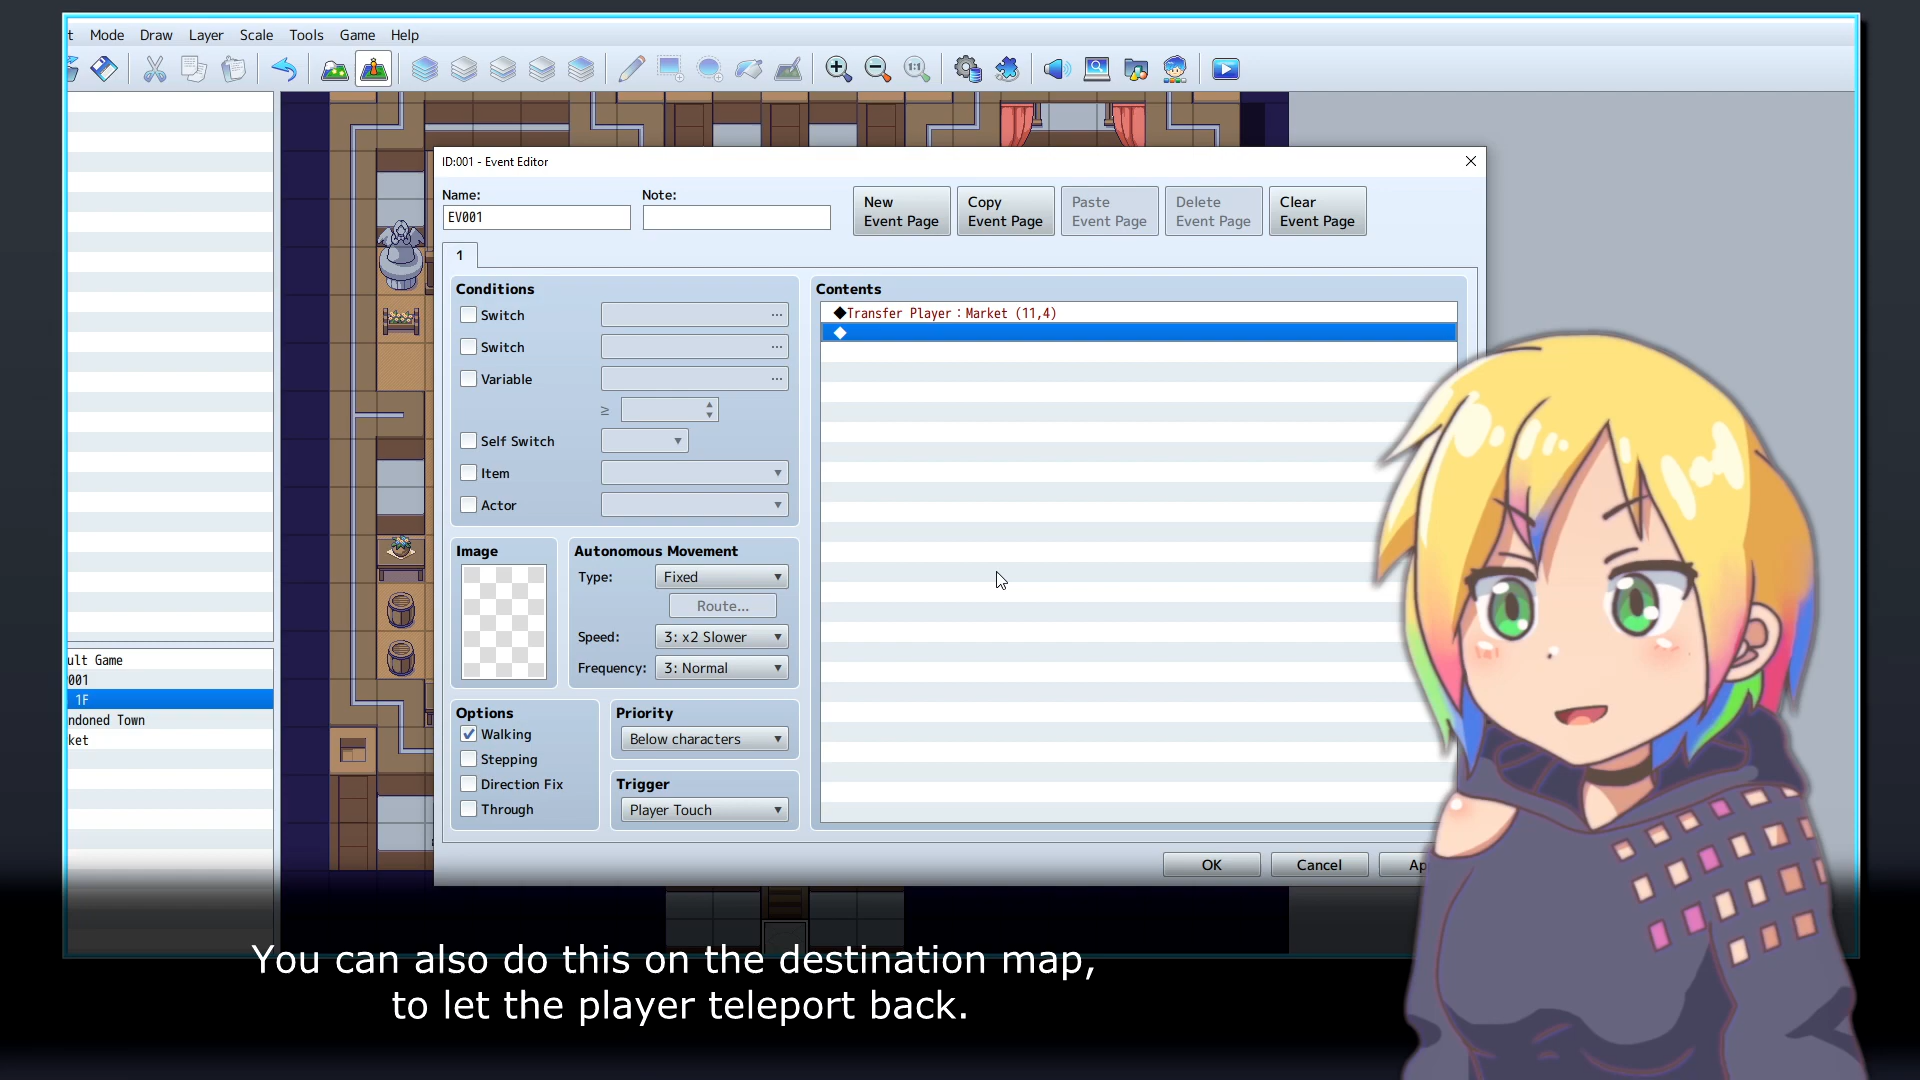 t Mode Draw Layer Scale Tools Game Help
1:1
ID:001 - Event Editor
Name:
Note:
EV001
New
Event Page
Copy
Event Page
Paste
Event Page
Delete
Event Page
Clear
Event Page
1
Conditions
Switch ...
Switch ...
Variable ...
≥
Self Switch
Item
Actor
Image
Autonomous Movement
Type: Fixed
Route...
Speed: 3: x2 Slower
Frequency: 3: Normal
Options
Walking
Stepping
Direction Fix
Through
Priority
Below characters
Trigger
Player Touch
Contents
◆Transfer Player：Market (11,4)
◆
OK Cancel Ap
ult Game
001
1F
ndoned Town
ket
You can also do this on the destination map,
to let the player teleport back.